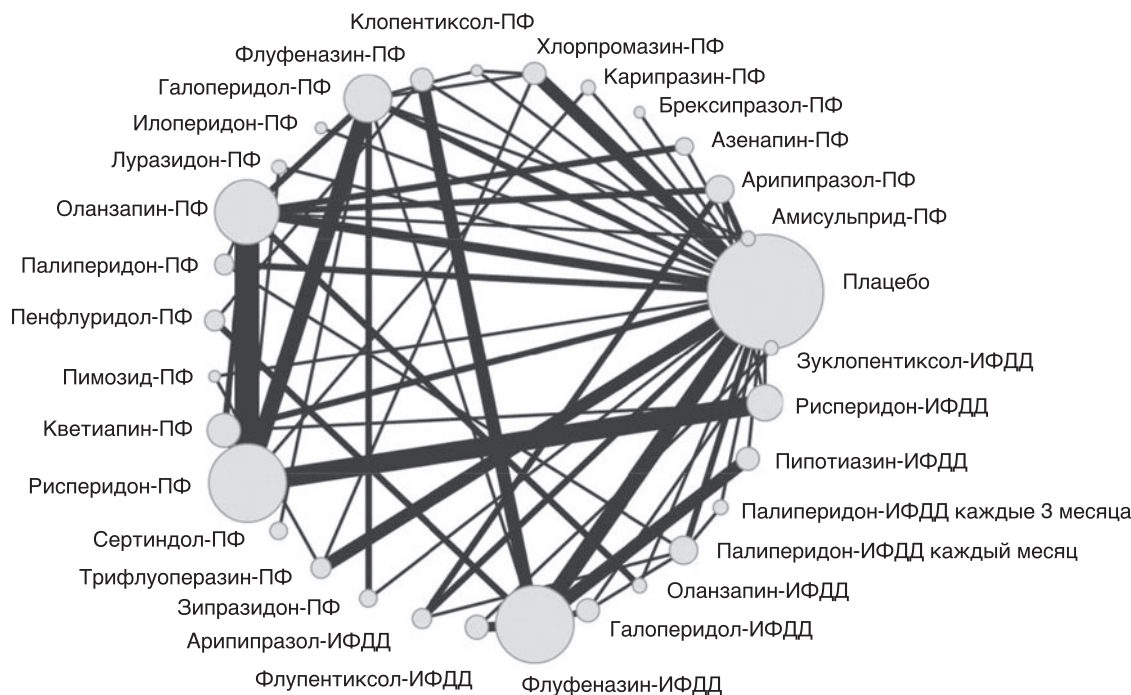 Клопентиксол-ПФ
Флуфеназин-ПФ
Хлорпромазин-ПФ
Галоперидол-ПФ
Карипразин-ПФ
Илоперидон-ПФ
Брексипразол-ПФ
Луразидон-ПФ
Азенапин-ПФ
Оланзапин-ПФ
Арипипразол-ПФ
Амисульприд-ПФ
Палиперидон-ПФ
Плацебо
Пенфлуридол-ПФ
Зуклопентиксол-ИФДД
Пимозид-ПФ
Рисперидон-ИФДД
Кветиапин-ПФ
Пипотиазин-ИФДД
Рисперидон-ПФ
Палиперидон-ИФДД каждые 3 месяца
Сертиндол-ПФ
Палиперидон-ИФДД каждый месяц
Трифлуоперазин-ПФ
Оланзапин-ИФДД
Зипразидон-ПФ
Галоперидол-ИФДД
Арипипразол-ИФДД
Флупентиксол-ИФДД
Флуфеназин-ИФДД